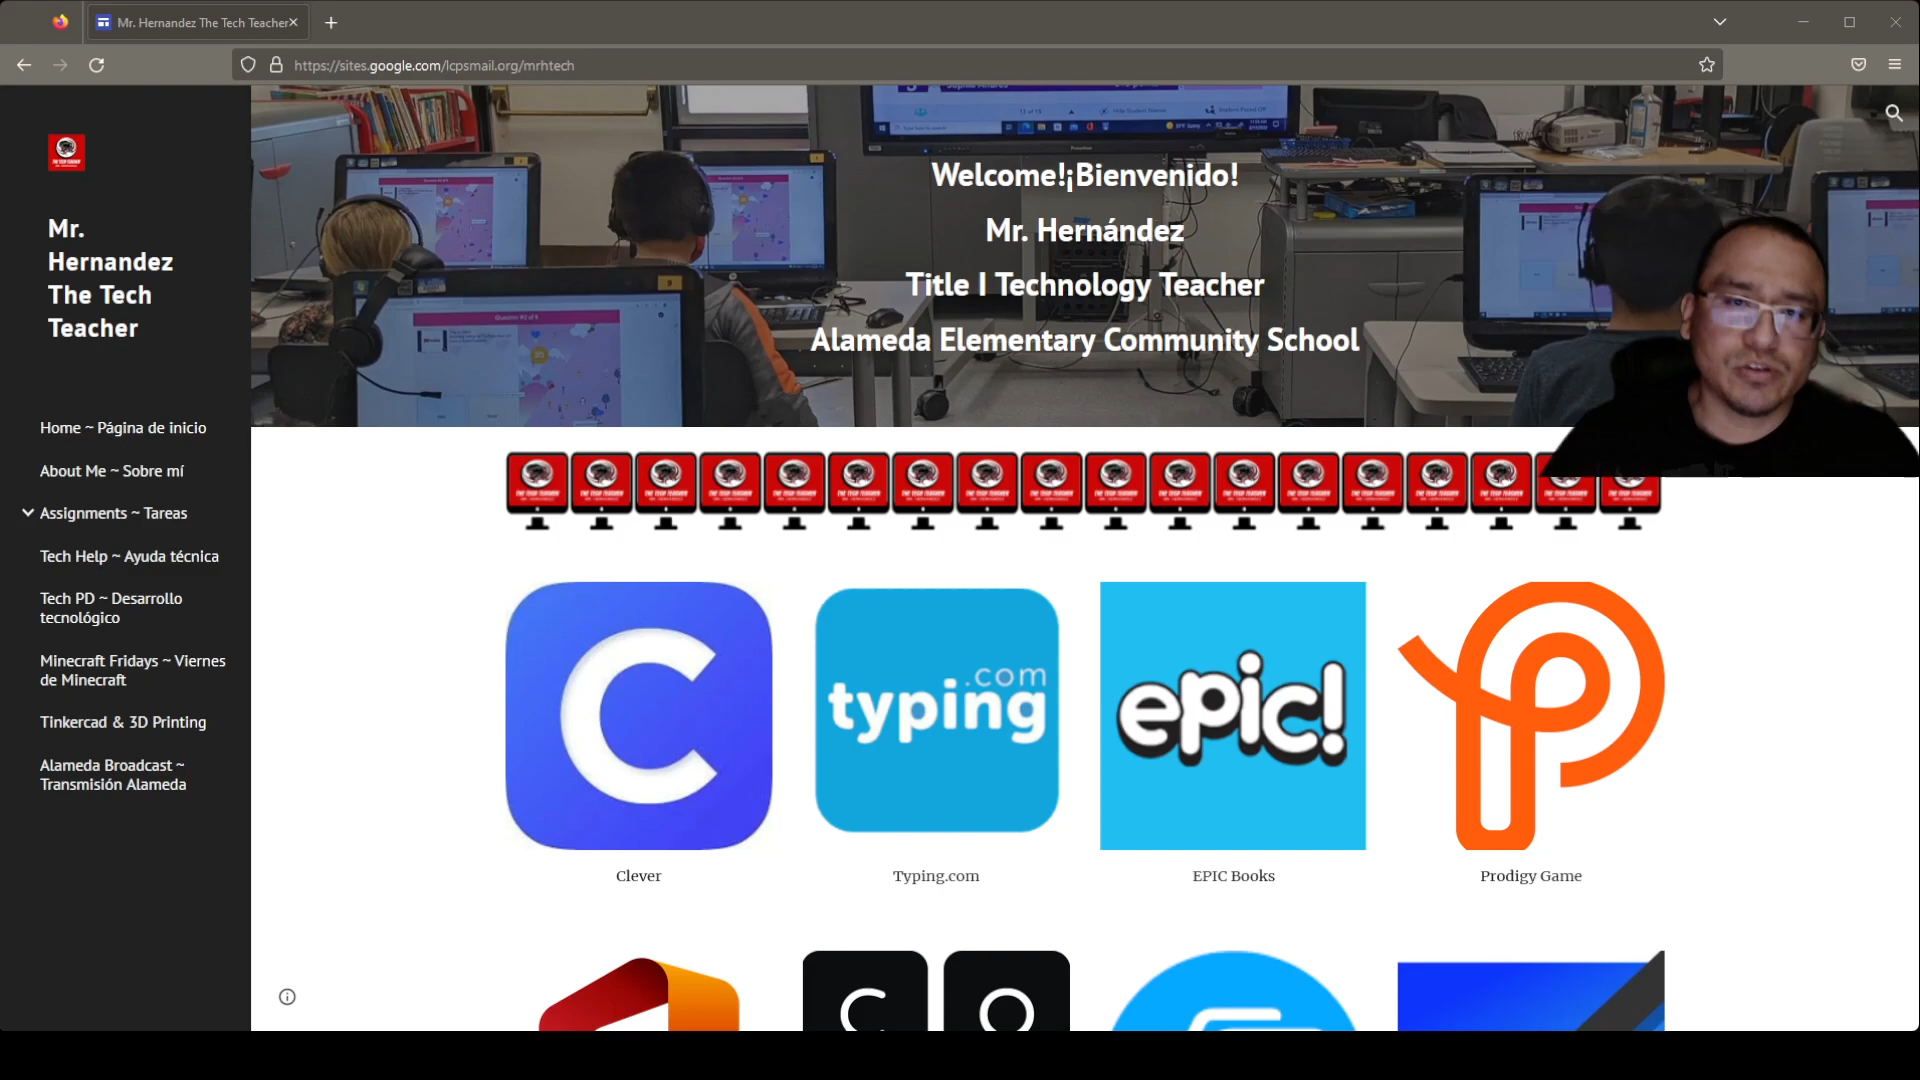 Mr. Hernandez The Tech Teacher
https://sites.google.com/lcpsmail.org/mrhtech
Mr.
Hernandez
The Tech
Teacher
Home ~ Página de inicio
About Me ~ Sobre mí
Assignments ~ Tareas
Tech Help ~ Ayuda técnica
Tech PD ~ Desarrollo
tecnológico
Minecraft Fridays ~ Viernes
de Minecraft
Tinkercad & 3D Printing
Alameda Broadcast ~
Transmisión Alameda
Welcome!¡Bienvenido!
Mr. Hernández
Title I Technology Teacher
Alameda Elementary Community School
C
.com
typing
epic!
Clever
Typing.com
EPIC Books
Prodigy Game
C O